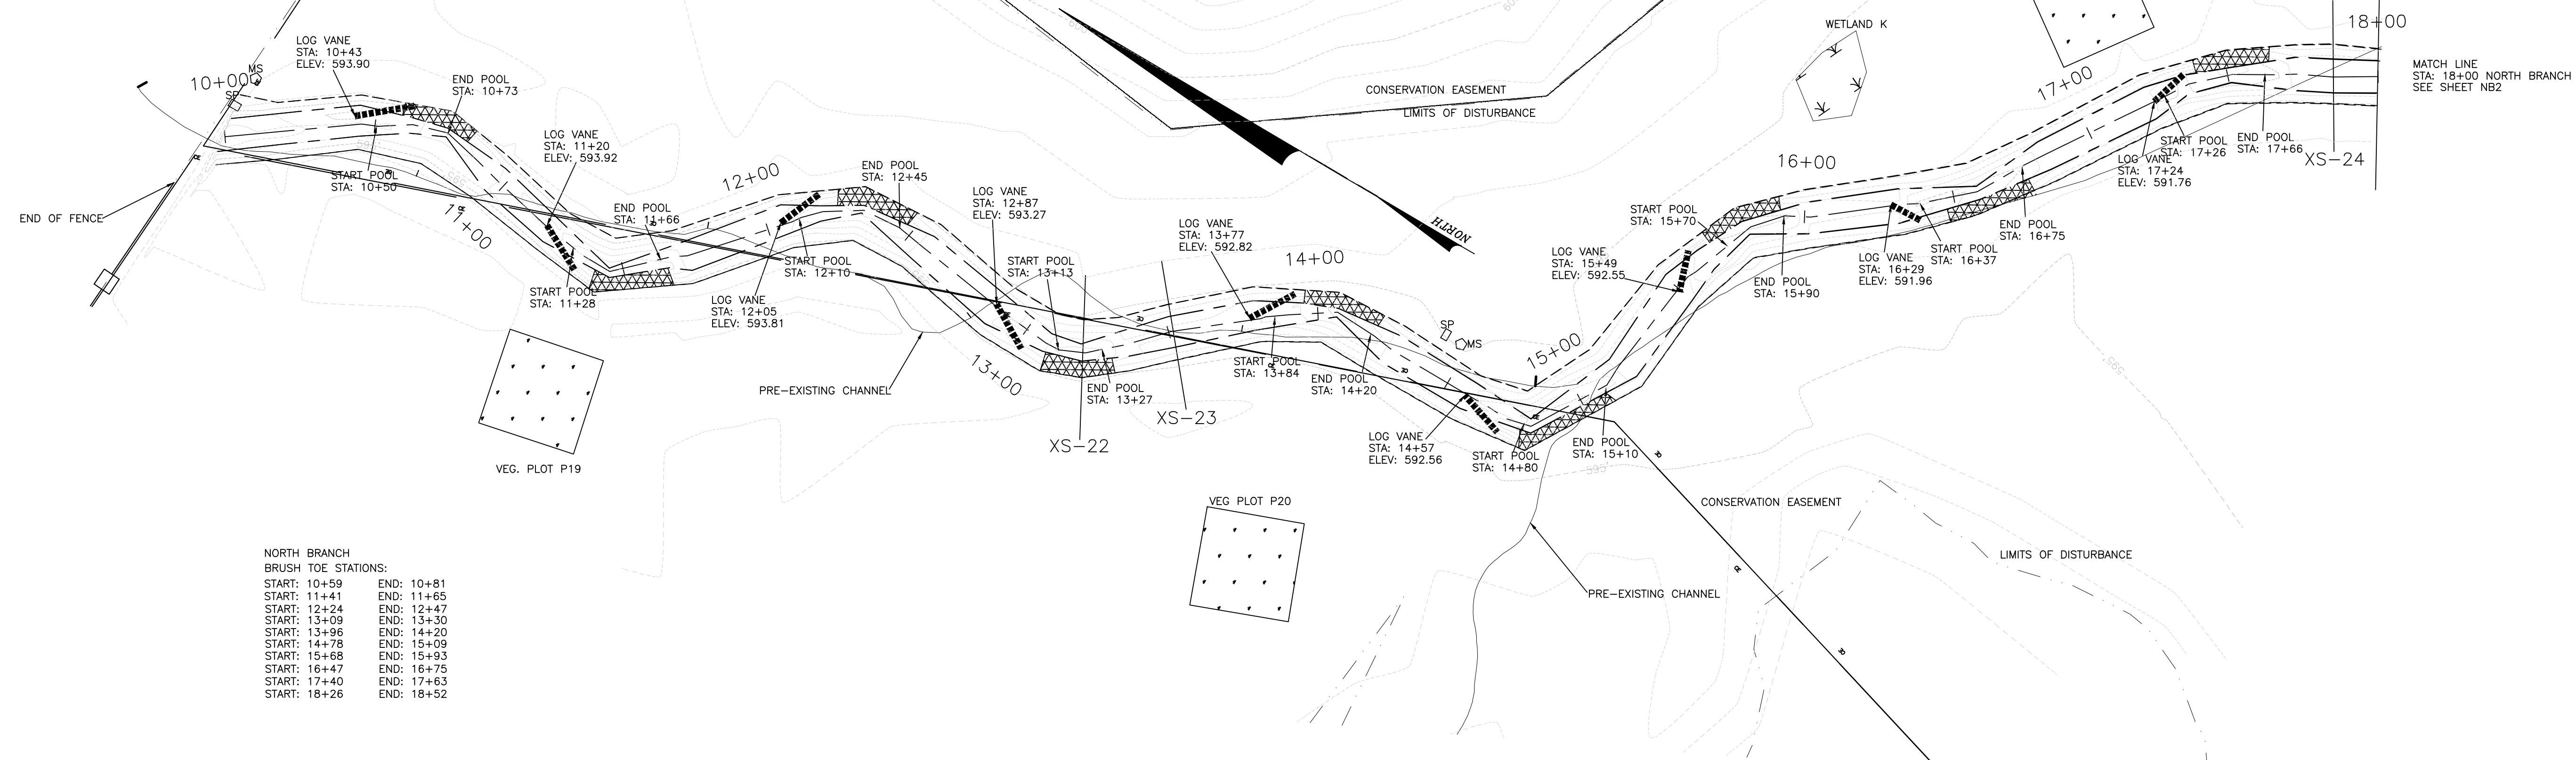 LOG VANE
STA: 10+43
ELEV: 593.90
10+00
MS
SP
END POOL
STA: 10+73
START POOL
STA: 10+50
END OF FENCE
11+00
LOG VANE
STA: 11+20
ELEV: 593.92
START POOL
STA: 11+28
END POOL
STA: 11+66
12+00
LOG VANE
STA: 12+05
ELEV: 593.81
START POOL
STA: 12+10
END POOL
STA: 12+45
LOG VANE
STA: 12+87
ELEV: 593.27
PRE-EXISTING CHANNEL
13+00
START POOL
STA: 13+13
END POOL
STA: 13+27
XS-22
XS-23
LOG VANE
STA: 13+77
ELEV: 592.82
START POOL
STA: 13+84
14+00
END POOL
STA: 14+20
CONSERVATION EASEMENT
LIMITS OF DISTURBANCE
NORTH
SP
MS
LOG VANE
STA: 14+57
ELEV: 592.56
START POOL
STA: 14+80
15+00
END POOL
STA: 15+10
LOG VANE
STA: 15+49
ELEV: 592.55
START POOL
STA: 15+70
END POOL
STA: 15+90
16+00
WETLAND K
LOG VANE
STA: 16+29
ELEV: 591.96
START POOL
STA: 16+37
END POOL
STA: 16+75
17+00
LOG VANE
STA: 17+24
ELEV: 591.76
START POOL
STA: 17+26
END POOL
STA: 17+66
XS-24
18+00
MATCH LINE
STA: 18+00 NORTH BRANCH
SEE SHEET NB2
VEG. PLOT P19
VEG PLOT P20
595
595
CONSERVATION EASEMENT
LIMITS OF DISTURBANCE
PRE-EXISTING CHANNEL
NORTH BRANCH
BRUSH TOE STATIONS:
START: 10+59 END: 10+81
START: 11+41 END: 11+65
START: 12+24 END: 12+47
START: 13+09 END: 13+30
START: 13+96 END: 14+20
START: 14+78 END: 15+09
START: 15+68 END: 15+93
START: 16+47 END: 16+75
START: 17+40 END: 17+63
START: 18+26 END: 18+52